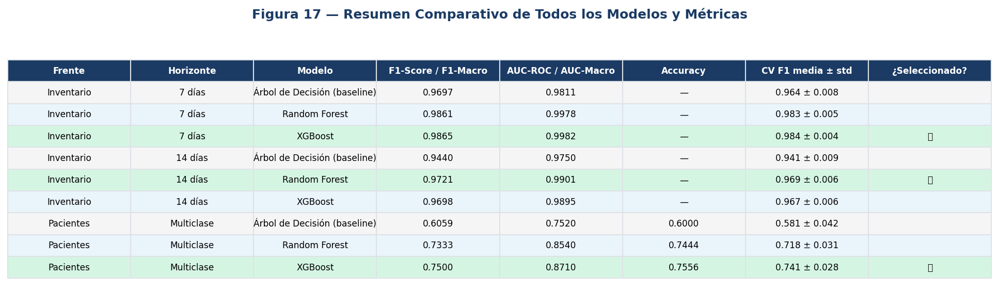 Figura 17 — Resumen Comparativo de Todos los Modelos y Métricas
Frente Horizonte Modelo F1-Score / F1-Macro AUC-ROC / AUC-Macro Accuracy CV F1 media ± std ¿Seleccionado?
Inventario 7 días Árbol de Decisión (baseline) 0.9697 0.9811 — 0.964 ± 0.008
Inventario 7 días Random Forest 0.9861 0.9978 — 0.983 ± 0.005
Inventario 7 días XGBoost 0.9865 0.9982 — 0.984 ± 0.004
Inventario 14 días Árbol de Decisión (baseline) 0.9440 0.9750 — 0.941 ± 0.009
Inventario 14 días Random Forest 0.9721 0.9901 — 0.969 ± 0.006
Inventario 14 días XGBoost 0.9698 0.9895 — 0.967 ± 0.006
Pacientes Multiclase Árbol de Decisión (baseline) 0.6059 0.7520 0.6000 0.581 ± 0.042
Pacientes Multiclase Random Forest 0.7333 0.8540 0.7444 0.718 ± 0.031
Pacientes Multiclase XGBoost 0.7500 0.8710 0.7556 0.741 ± 0.028